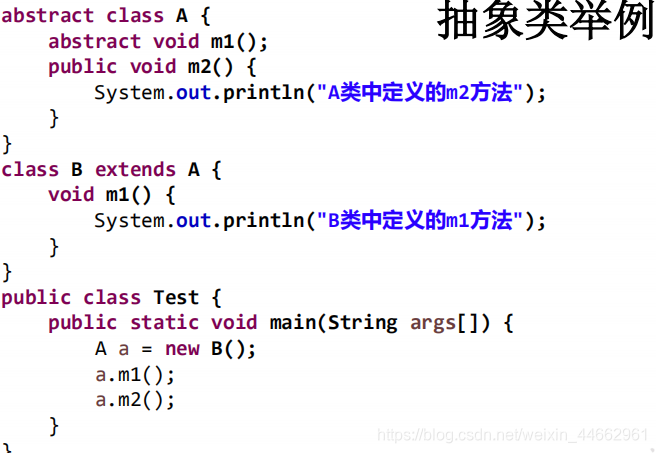 抽象类举例
abstract class A {
    abstract void m1();
    public void m2() {
        System.out.println("A类中定义的m2方法");
    }
}
class B extends A {
    void m1() {
        System.out.println("B类中定义的m1方法");
    }
}
public class Test {
    public static void main(String args[]) {
        A a = new B();
        a.m1();
        a.m2();
    }
}
https://blog.csdn.net/weixin_44662961